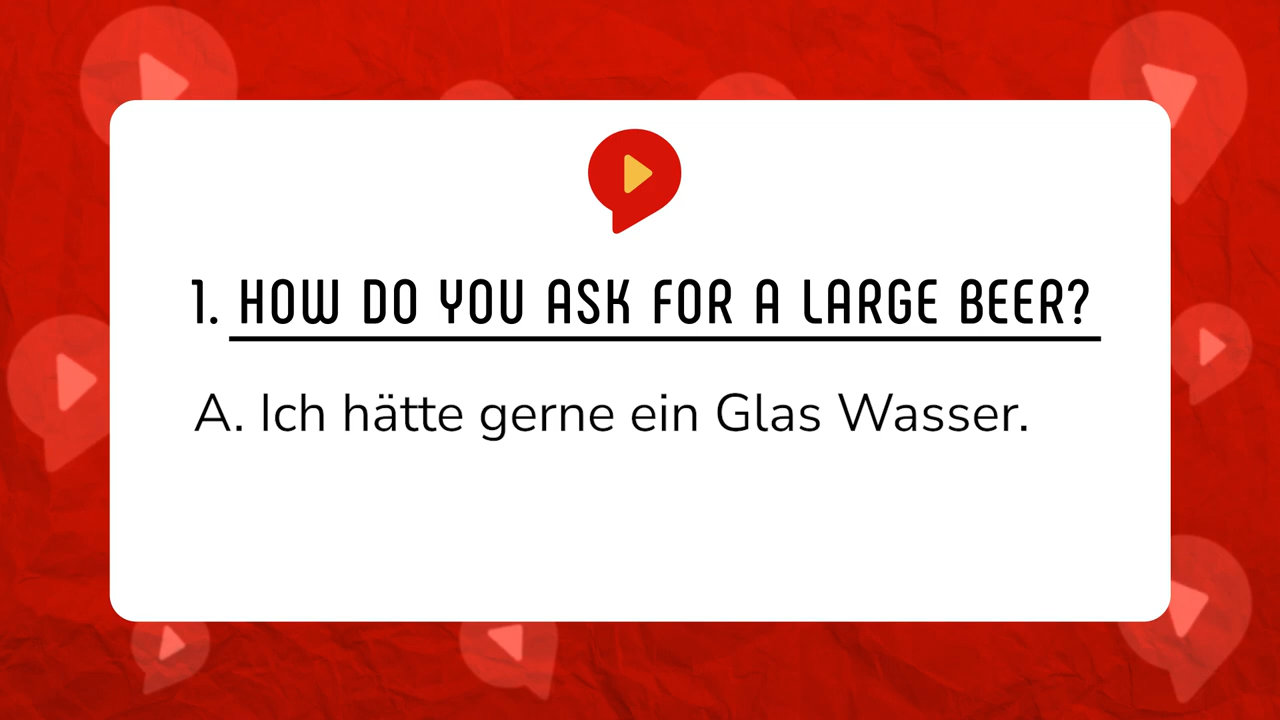 1. HOW DO YOU ASK FOR A LARGE BEER?
A. Ich hätte gerne ein Glas Wasser.